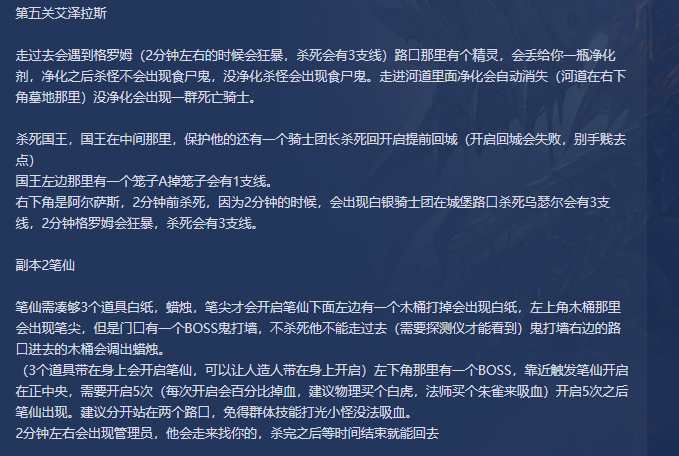 第五关艾泽拉斯
走过去会遇到格罗姆（2分钟左右的时候会狂暴，杀死会有3支线）路口那里有个精灵，会丢给你一瓶净化
剂，净化之后杀怪不会出现食尸鬼，没净化杀怪会出现食尸鬼。走进河道里面净化会自动消失（河道在右下
角墓地那里）没净化会出现一群死亡骑士。
杀死国王，国王在中间那里，保护他的还有一个骑士团长杀死回开启提前回城（开启回城会失败，别手贱去
点）
国王左边那里有一个笼子A掉笼子会有1支线。
右下角是阿尔萨斯，2分钟前杀死，因为2分钟的时候，会出现白银骑士团在城堡路口杀死乌瑟尔会有3支
线，2分钟格罗姆会狂暴，杀死会有3支线。
副本2笔仙
笔仙需凑够3个道具白纸，蜡烛，笔尖才会开启笔仙下面左边有一个木桶打掉会出现白纸，左上角木桶那里
会出现笔尖，但是门口有一个BOSS鬼打墙，不杀死他不能走过去（需要探测仪才能看到）鬼打墙右边的路
口进去的木桶会调出蜡烛。
（3个道具带在身上会开启笔仙，可以让人造人带在身上开启）左下角那里有一个BOSS，靠近触发笔仙开启
在正中央，需要开启5次（每次开启会百分比掉血，建议物理买个白虎，法师买个朱雀来吸血）开启5次之后
笔仙出现。建议分开站在两个路口，免得群体技能打光小怪没法吸血。
2分钟左右会出现管理员，他会走来找你的，杀完之后等时间结束就能回去